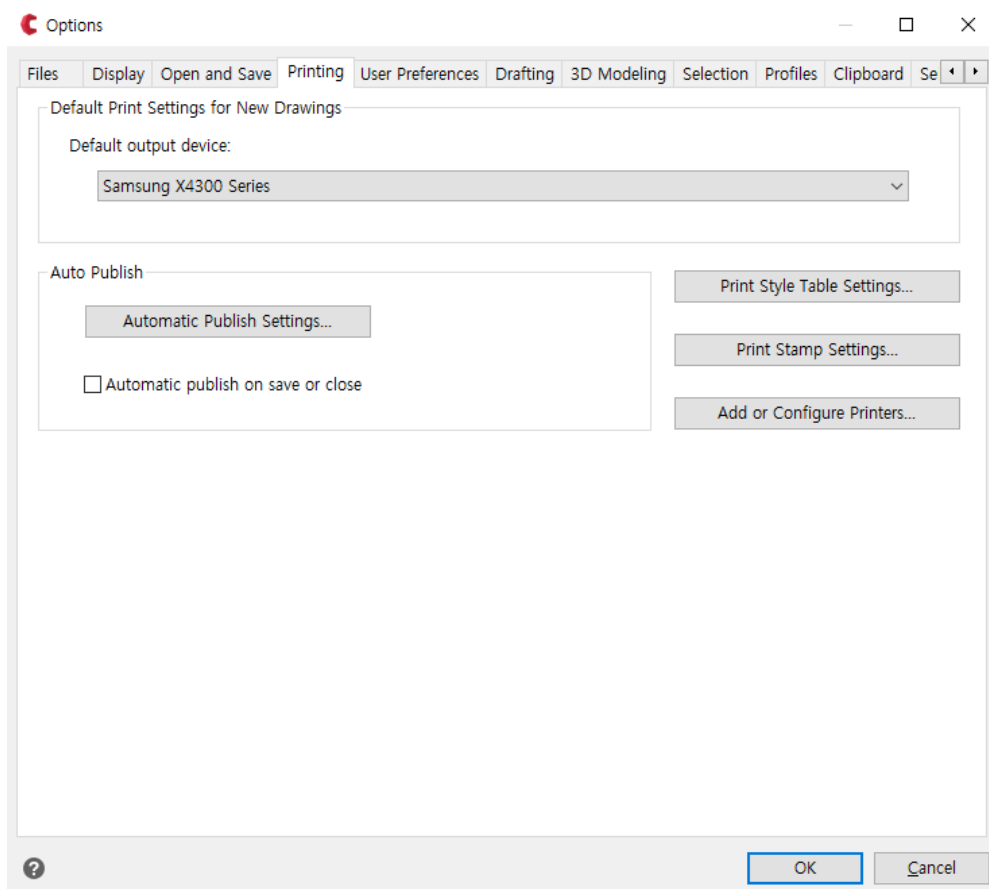 Options
Files Display Open and Save Printing User Preferences Drafting 3D Modeling Selection Profiles Clipboard Se
Default Print Settings for New Drawings
Default output device:
Samsung X4300 Series
Auto Publish
Automatic Publish Settings...
Automatic publish on save or close
Print Style Table Settings...
Print Stamp Settings...
Add or Configure Printers...
?
OK Cancel